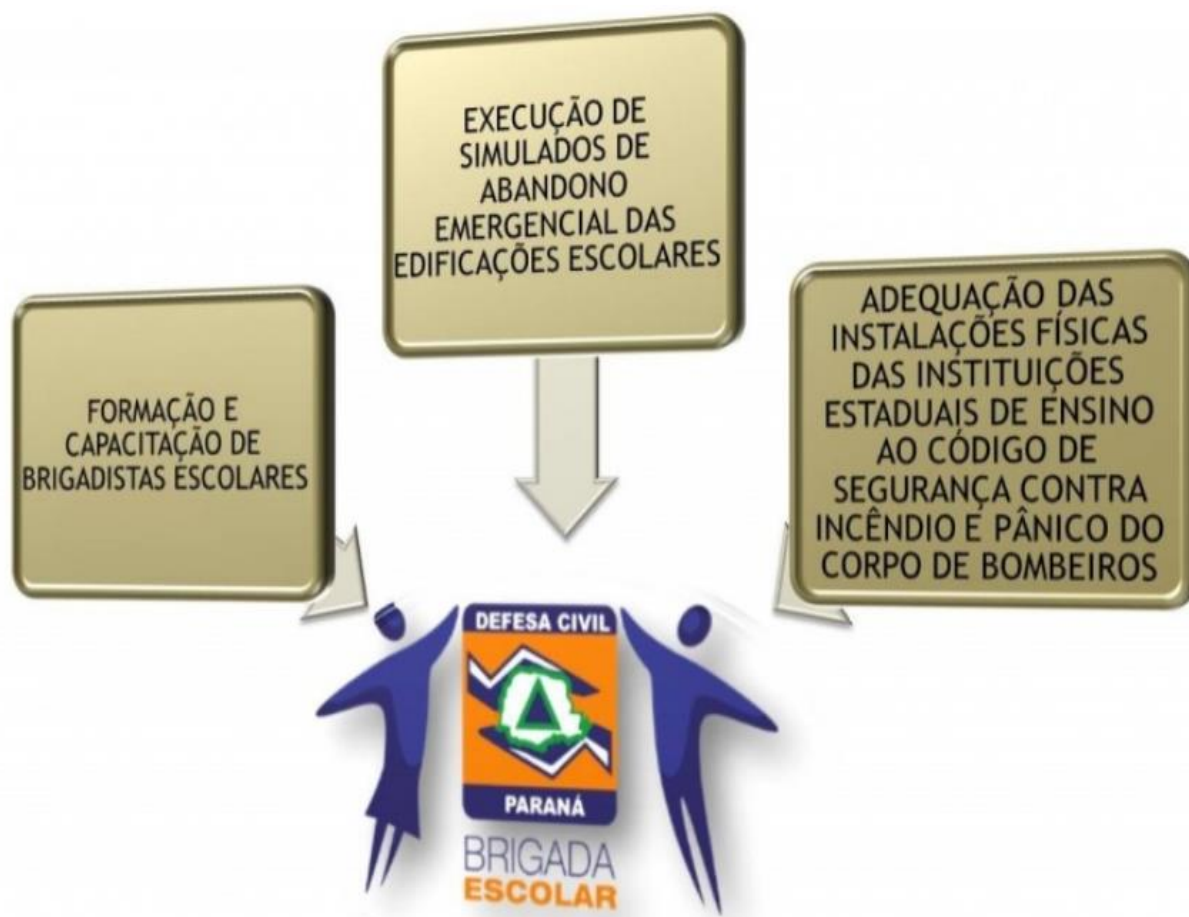 EXECUÇÃO DE
SIMULADOS DE
ABANDONO
EMERGENCIAL DAS
EDIFICAÇÕES ESCOLARES
FORMAÇÃO E
CAPACITAÇÃO DE
BRIGADISTAS ESCOLARES
ADEQUAÇÃO DAS
INSTALAÇÕES FÍSICAS
DAS INSTITUIÇÕES
ESTADUAIS DE ENSINO
AO CÓDIGO DE
SEGURANÇA CONTRA
INCÊNDIO E PÂNICO DO
CORPO DE BOMBEIROS
DEFESA CIVIL
PARANÁ
BRIGADA
ESCOLAR